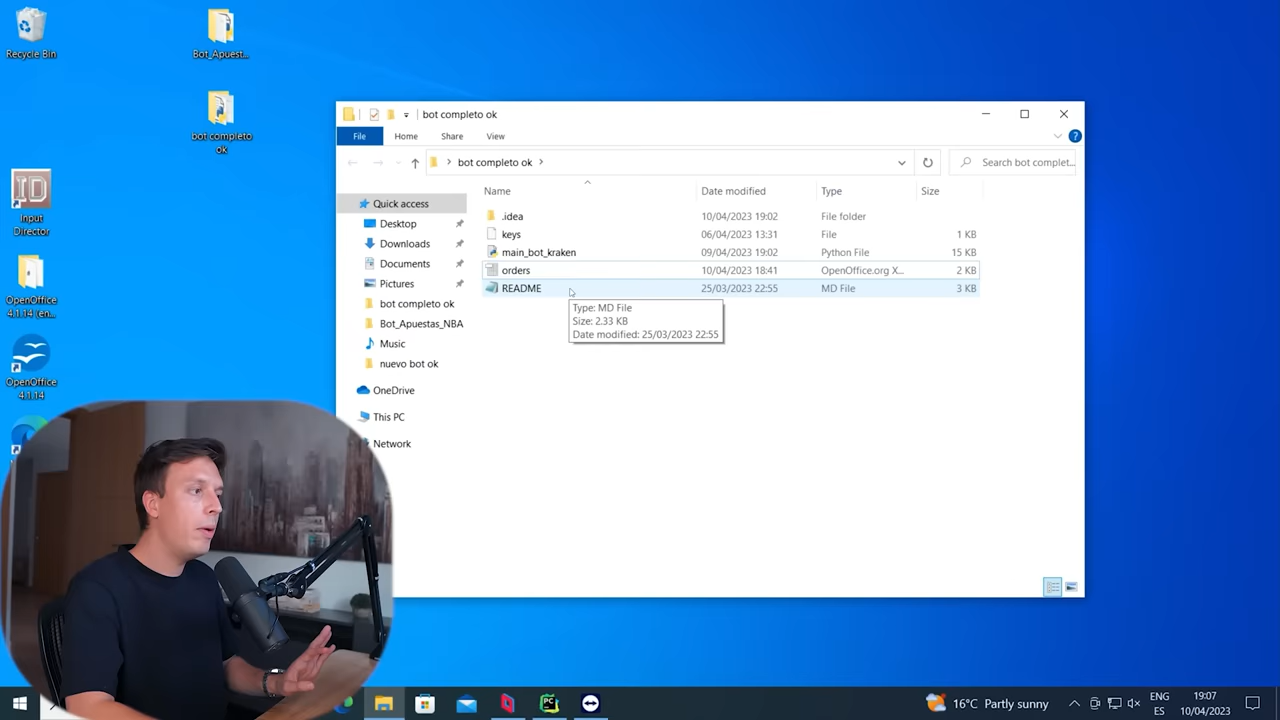 Recycle Bin
Bot_Apuest...
bot completo
ok
ID
Input
Director
OpenOffice
4.1.14 (en...
OpenOffice
4.1.14
bot completo ok
File
Home
Share
View
bot completo ok
Search bot complet...
Name
Date modified
Type
Size
Quick access
Desktop
Downloads
Documents
Pictures
bot completo ok
Bot_Apuestas_NBA
Music
nuevo bot ok
OneDrive
This PC
Network
.idea 10/04/2023 19:02 File folder
keys 06/04/2023 13:31 File 1 KB
main_bot_kraken 09/04/2023 19:02 Python File 15 KB
orders 10/04/2023 18:41 OpenOffice.org X... 2 KB
README 25/03/2023 22:55 MD File 3 KB
Type: MD File
Size: 2.33 KB
Date modified: 25/03/2023 22:55
PC
16°C Partly sunny
ENG
ES
19:07
10/04/2023